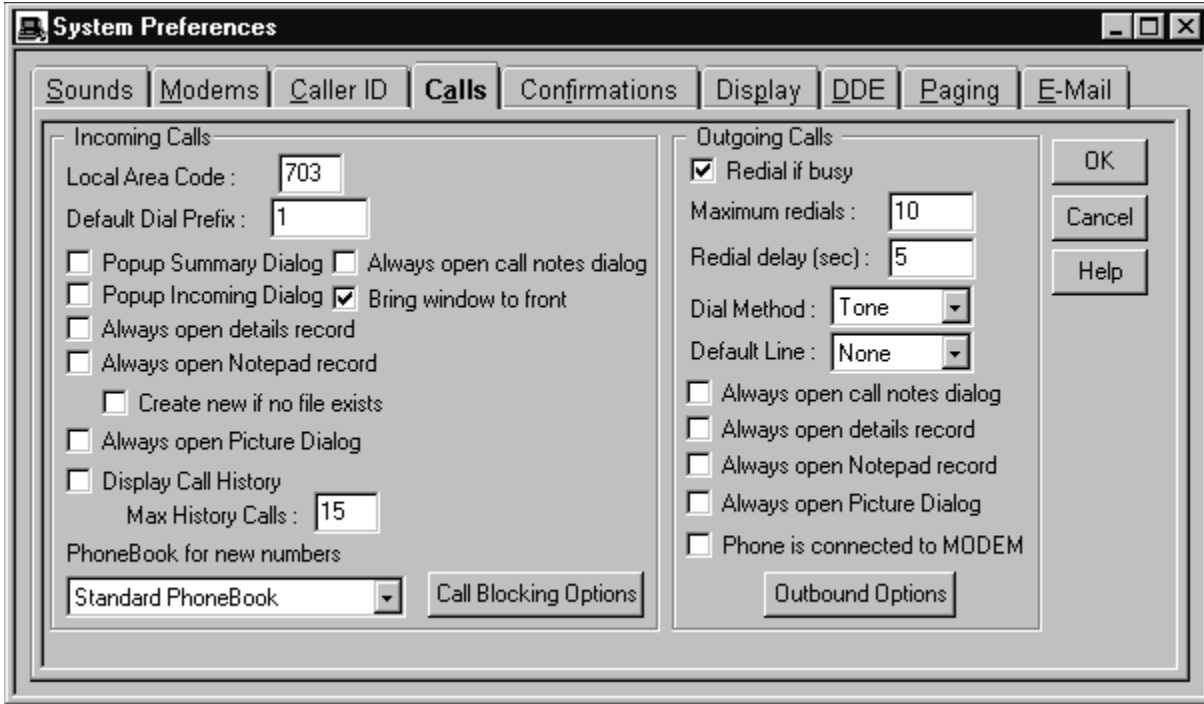 System Preferences
Sounds Modems Caller ID Calls Confirmations Display DDE Paging E-Mail
Incoming Calls
Local Area Code : 703
Default Dial Prefix : 1
Popup Summary Dialog Always open call notes dialog
Popup Incoming Dialog Bring window to front
Always open details record
Always open Notepad record
Create new if no file exists
Always open Picture Dialog
Display Call History
Max History Calls : 15
PhoneBook for new numbers
Standard PhoneBook Call Blocking Options
Outgoing Calls
Redial if busy
Maximum redials : 10
Redial delay (sec) : 5
Dial Method : Tone
Default Line : None
Always open call notes dialog
Always open details record
Always open Notepad record
Always open Picture Dialog
Phone is connected to MODEM
Outbound Options
OK
Cancel
Help